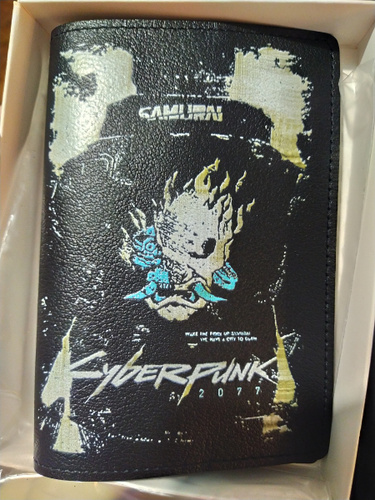 SAMURAI
WAKE THE FUCK UP SAMURAI
WE HAVE A CITY TO BURN
CYBERPUNK
2077